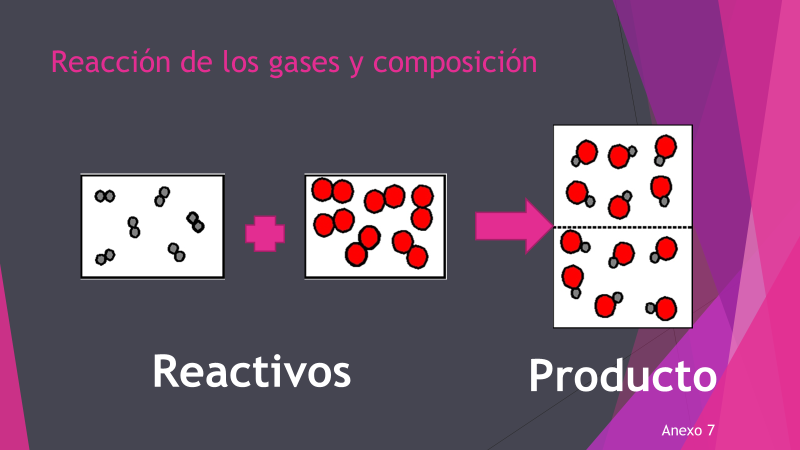 Reacción de los gases y composición
Reactivos
Producto
Anexo 7